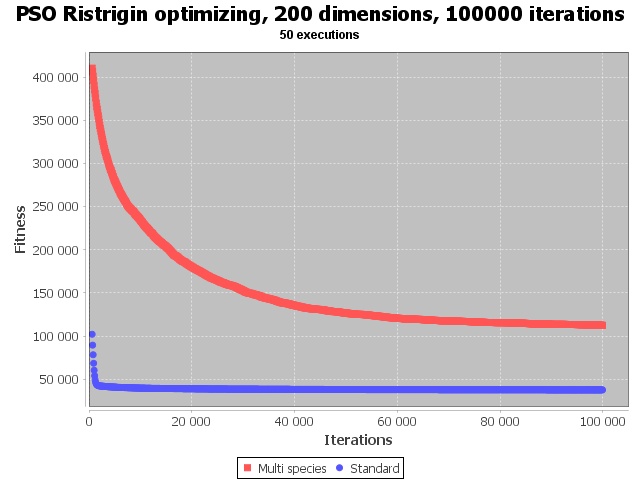 PSO Ristrigin optimizing, 200 dimensions, 100000 iterations
50 executions
Fitness
400 000
350 000
300 000
250 000
200 000
150 000
100 000
50 000
0
20 000
40 000
60 000
80 000
100 000
Iterations
Multi species
Standard